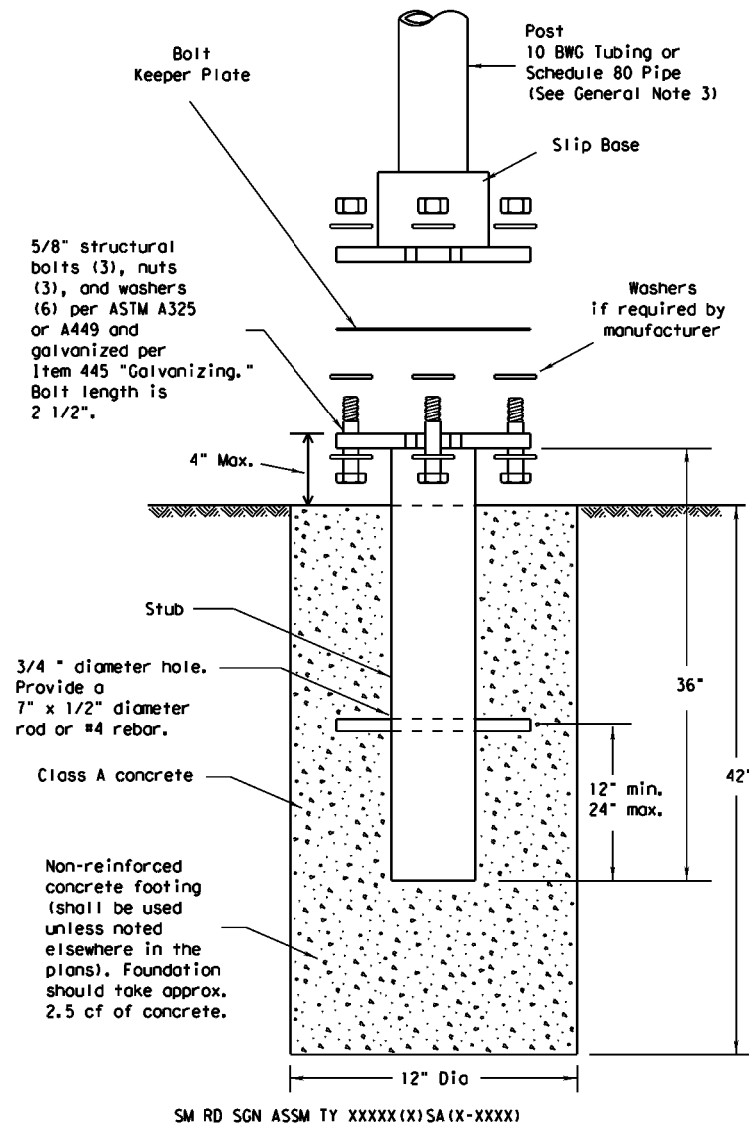 Bolt
Keeper Plate
Post
10 BWG Tubing or
Schedule 80 Pipe
(See General Note 3)
Slip Base
5/8" structural
bolts (3), nuts
(3), and washers
(6) per ASTM A325
or A449 and
galvanized per
Item 445 "Galvanizing."
Bolt length is
2 1/2".
Washers
if required by
manufacturer
4" Max.
Stub
3/4 " diameter hole.
Provide a
7" x 1/2" diameter
rod or #4 rebar.
36"
Class A concrete
12" min.
24" max.
42"
Non-reinforced
concrete footing
(shall be used
unless noted
elsewhere in the
plans). Foundation
should take approx.
2.5 cf of concrete.
12" Dia
SM RD SGN ASSM TY XXXXX(X)SA(X-XXXX)